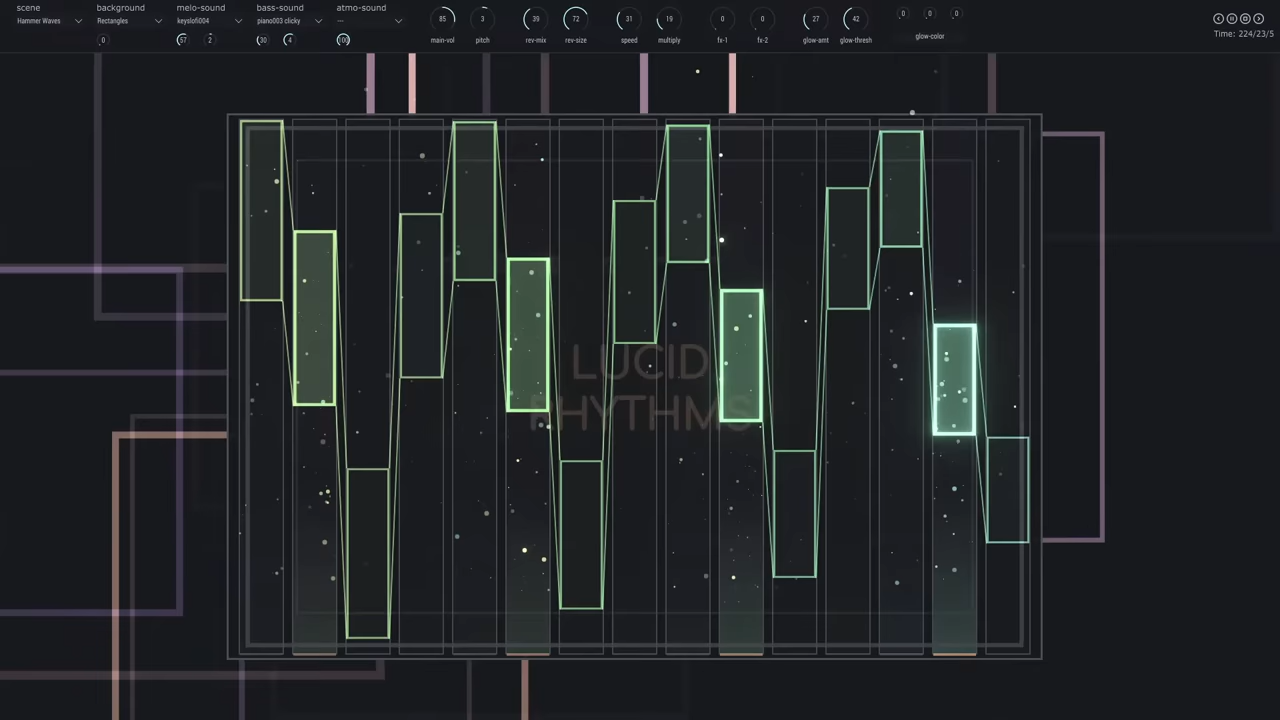 scene background melo-sound bass-sound atmo-sound
Hammer Waves Rectangles keyslofi004 piano003 clicky ---
0 57 2 30 4 100
85 3 39 72 31 19 0 0 27 42 0 0 0
main-vol pitch rev-mix rev-size speed multiply fx-1 fx-2 glow-amt glow-thresh glow-color
Time: 224/23/5
LUCID
RHYTHMS